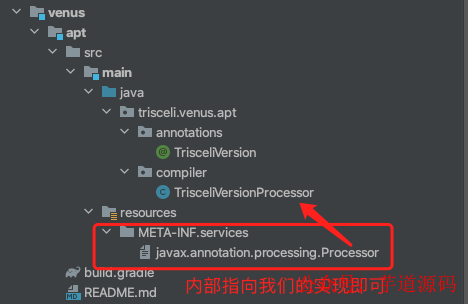 venus
apt
src
main
java
trisceli.venus.apt
annotations
TrisceliVersion
compiler
TrisceliVersionProcessor
resources
META-INF.services
javax.annotation.processing.Processor
build.gradle
内部指向我们的实现即可
README.md